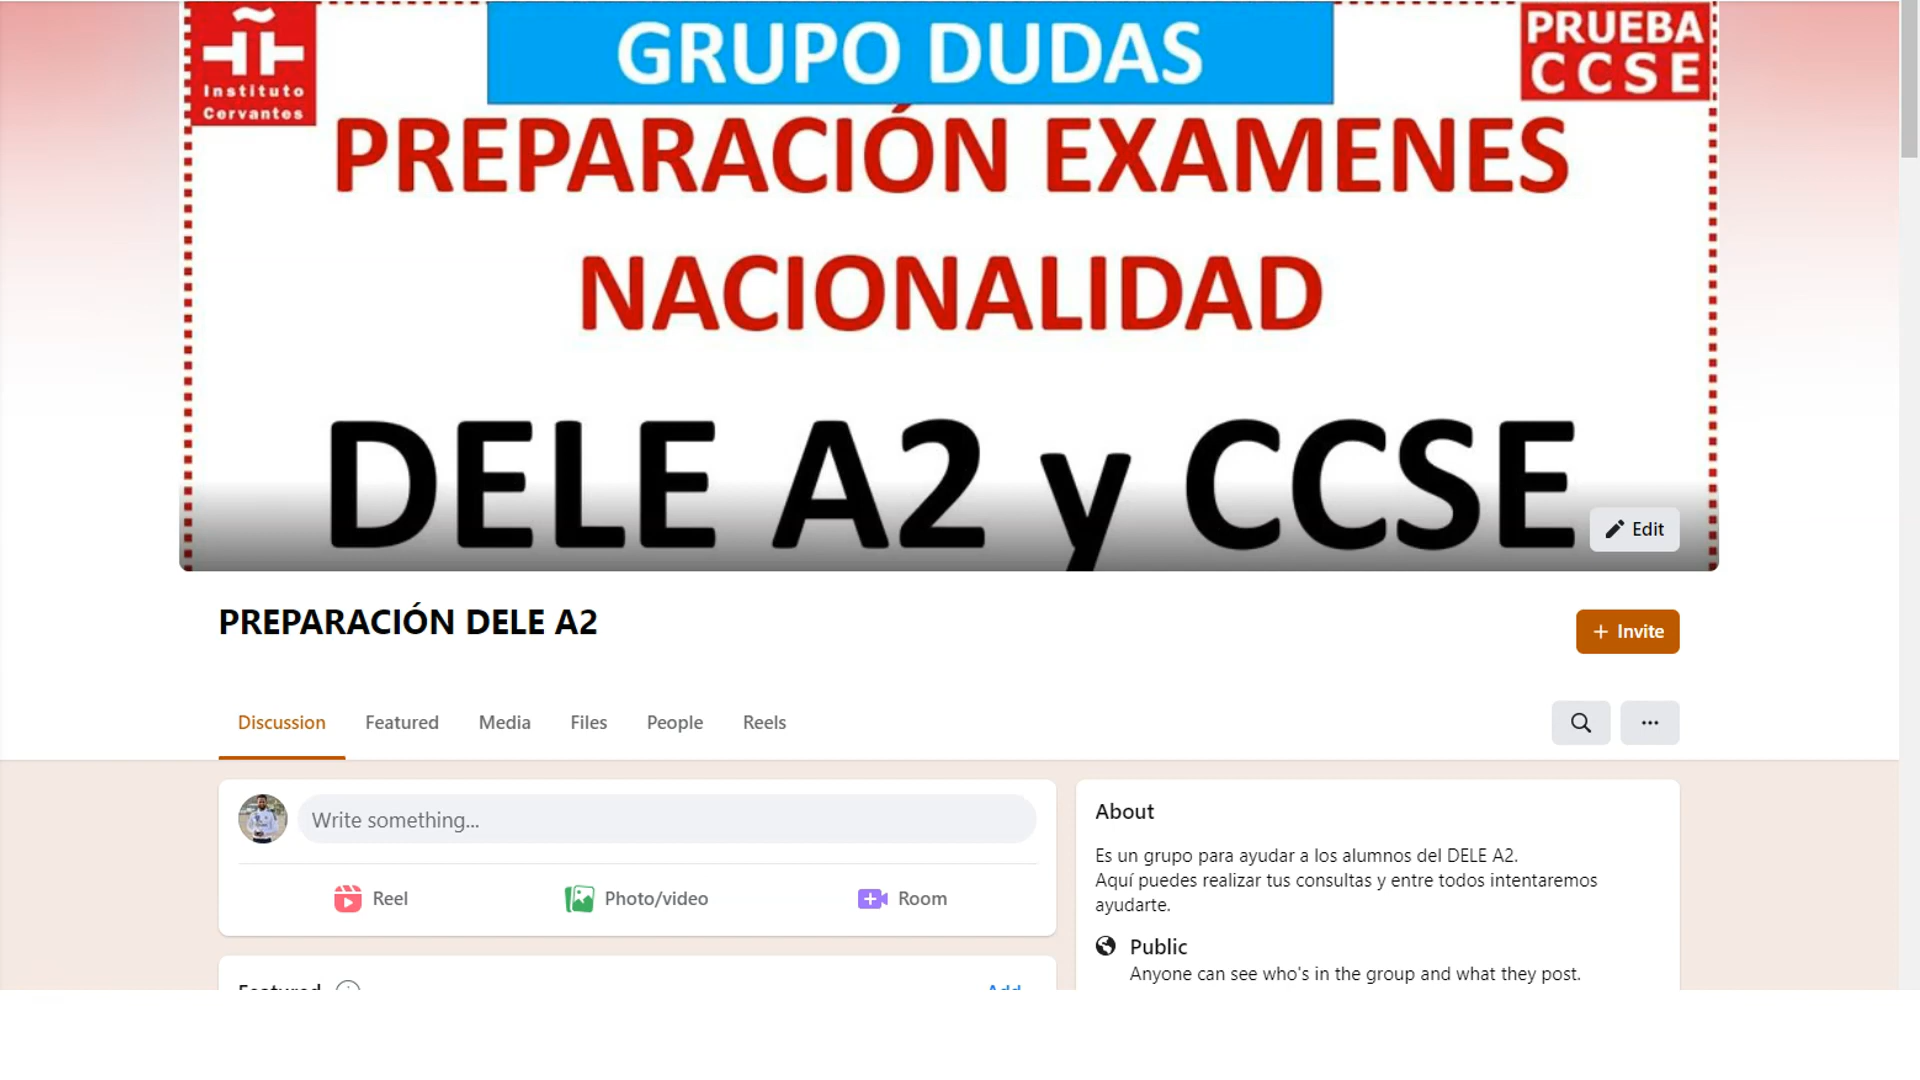 Instituto
Cervantes
GRUPO DUDAS
PRUEBA
CCSE
PREPARACIÓN EXAMENES
NACIONALIDAD
DELE A2 y CCSE
Edit
PREPARACIÓN DELE A2
+ Invite
Discussion
Featured
Media
Files
People
Reels
Write something...
Reel
Photo/video
Room
About
Es un grupo para ayudar a los alumnos del DELE A2.
Aquí puedes realizar tus consultas y entre todos intentaremos
ayudarte.
Public
Anyone can see who's in the group and what they post.
Featured
Add